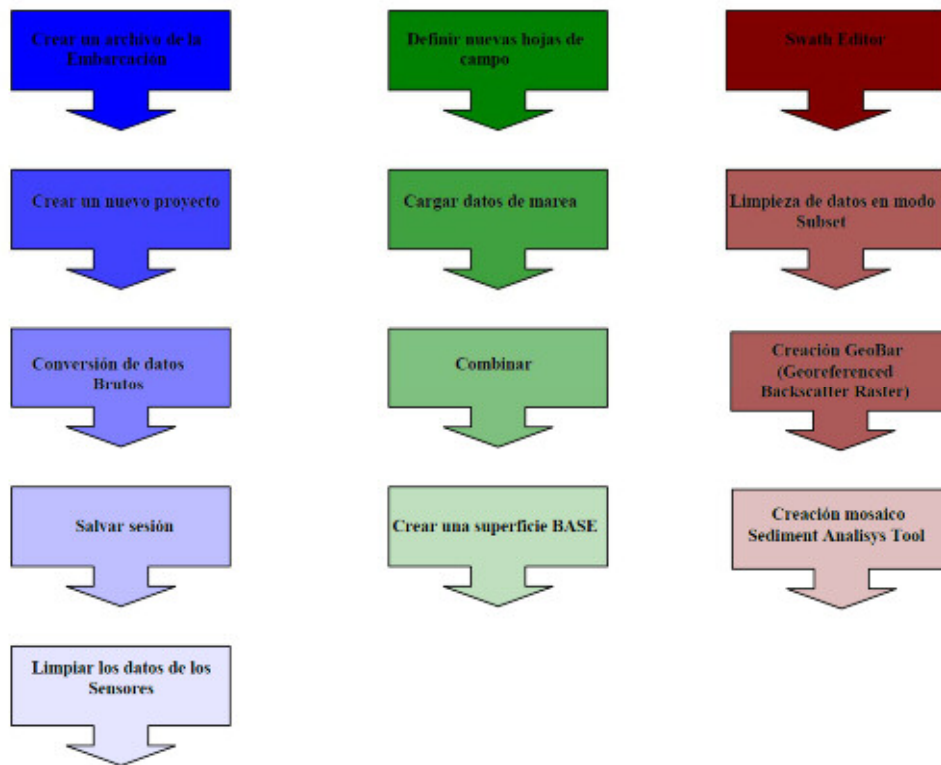 Crear un archivo de la
Embarcación
Crear un nuevo proyecto
Conversión de datos
Brutos
Salvar sesión
Limpiar los datos de los
Sensores
Definir nuevas hojas de
campo
Cargar datos de marea
Combinar
Crear una superficie BASE
Swath Editor
Limpieza de datos en modo
Subset
Creación GeoBar
(Georeferenced
Backscatter Raster)
Creación mosaico
Sediment Analisys Tool